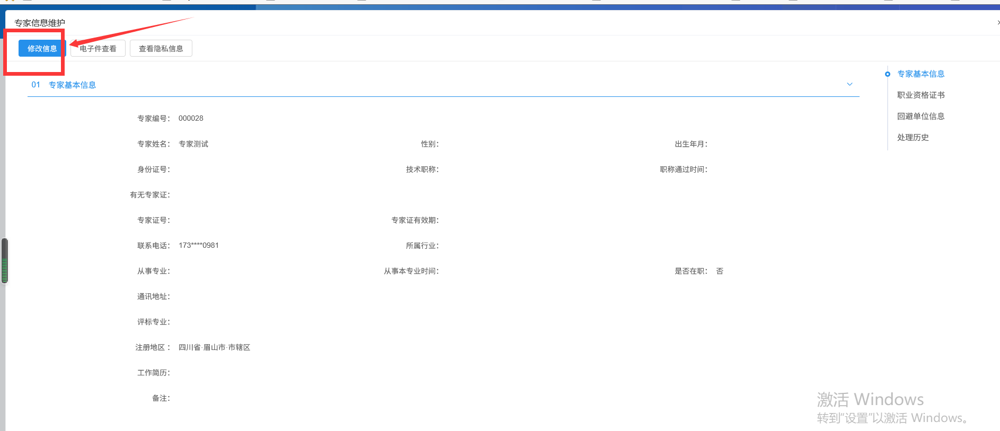 专家信息维护
修改信息 电子件查看 查看隐私信息
01 专家基本信息
专家基本信息
职业资格证书
回避单位信息
处理历史
专家编号： 000028
专家姓名： 专家测试 性别： 出生年月：
身份证号： 技术职称： 职称通过时间：
有无专家证：
专家证号： 专家证有效期：
联系电话： 173****0981 所属行业：
从事专业： 从事本专业时间： 是否在职： 否
通讯地址：
评标专业：
注册地区 ： 四川省·眉山市·市辖区
工作简历：
备注：
激活 Windows
转到“设置”以激活 Windows。